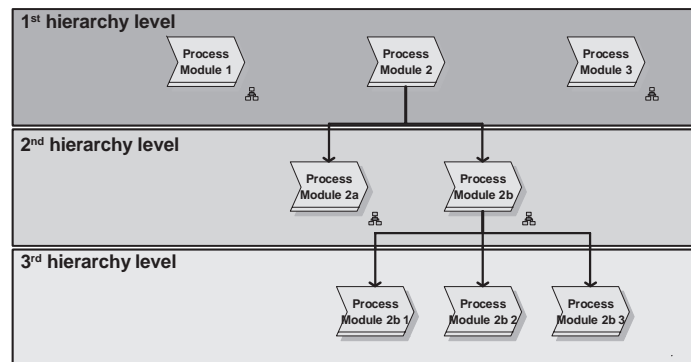 1st hierarchy level
Process
Module 1
Process
Module 2
Process
Module 3
2nd hierarchy level
Process
Module 2a
Process
Module 2b
3rd hierarchy level
Process
Module 2b 1
Process
Module 2b 2
Process
Module 2b 3